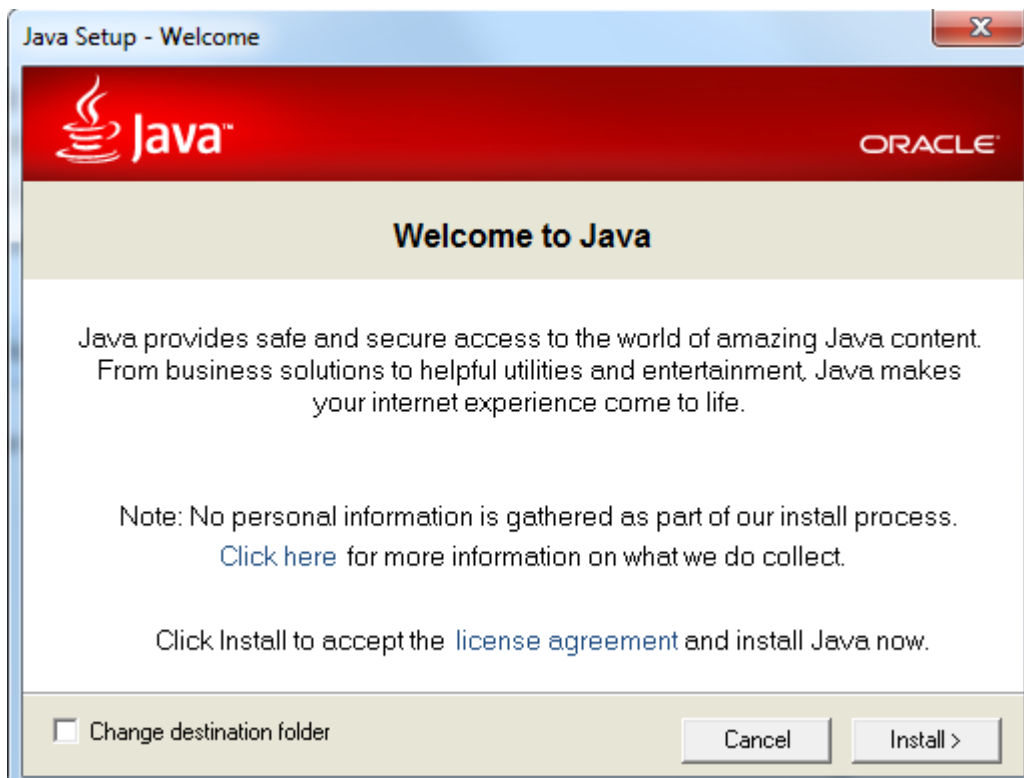 Java Setup - Welcome
Java™
ORACLE®
Welcome to Java
Java provides safe and secure access to the world of amazing Java content.
From business solutions to helpful utilities and entertainment, Java makes
your internet experience come to life.
Note: No personal information is gathered as part of our install process.
Click here for more information on what we do collect.
Click Install to accept the license agreement and install Java now.
Change destination folder
Cancel
Install >